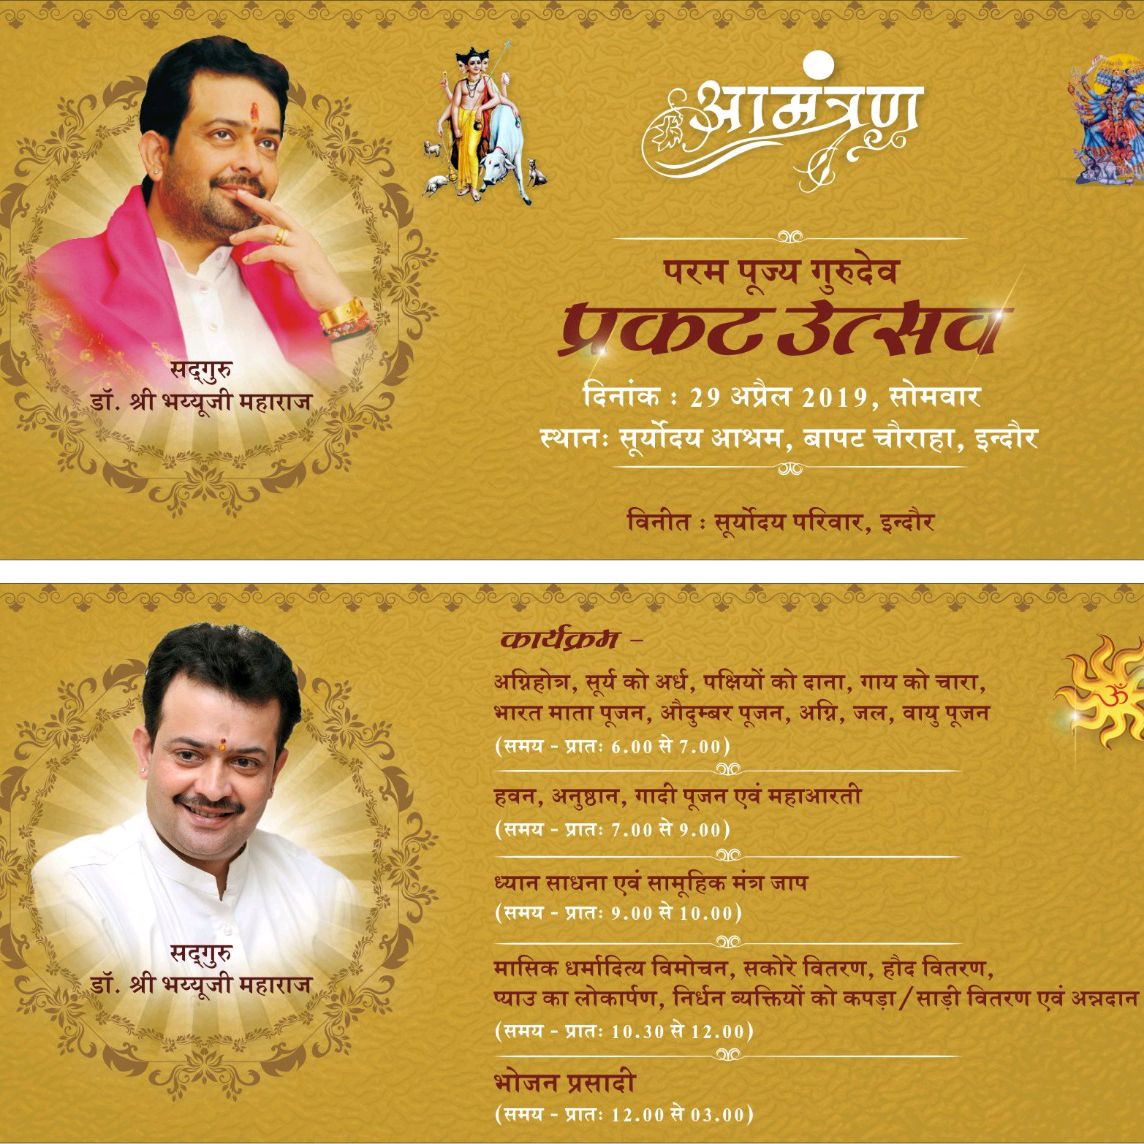 आमंत्रण
परम पूज्य गुरुदेव
प्रकट उत्सव
दिनांक : 29 अप्रैल 2019, सोमवार
स्थानः सूर्योदय आश्रम, बापट चौराहा, इन्दौर
विनीत : सूर्योदय परिवार, इन्दौर
सद्गुरु
डॉ. श्री भय्यूजी महाराज
कार्यक्रम -
अग्निहोत्र, सूर्य को अर्ध, पक्षियों को दाना, गाय को चारा,
भारत माता पूजन, औदुम्बर पूजन, अग्नि, जल, वायु पूजन
(समय - प्रातः 6.00 से 7.00)
हवन, अनुष्ठान, गादी पूजन एवं महाआरती
(समय - प्रातः 7.00 से 9.00)
ध्यान साधना एवं सामूहिक मंत्र जाप
(समय - प्रातः 9.00 से 10.00)
मासिक धर्मादित्य विमोचन, सकोरे वितरण, हौद वितरण,
प्याउ का लोकार्पण, निर्धन व्यक्तियों को कपड़ा/साड़ी वितरण एवं अन्नदान
(समय - प्रातः 10.30 से 12.00)
भोजन प्रसादी
(समय - प्रातः 12.00 से 03.00)
सद्गुरु
डॉ. श्री भय्यूजी महाराज
ॐ